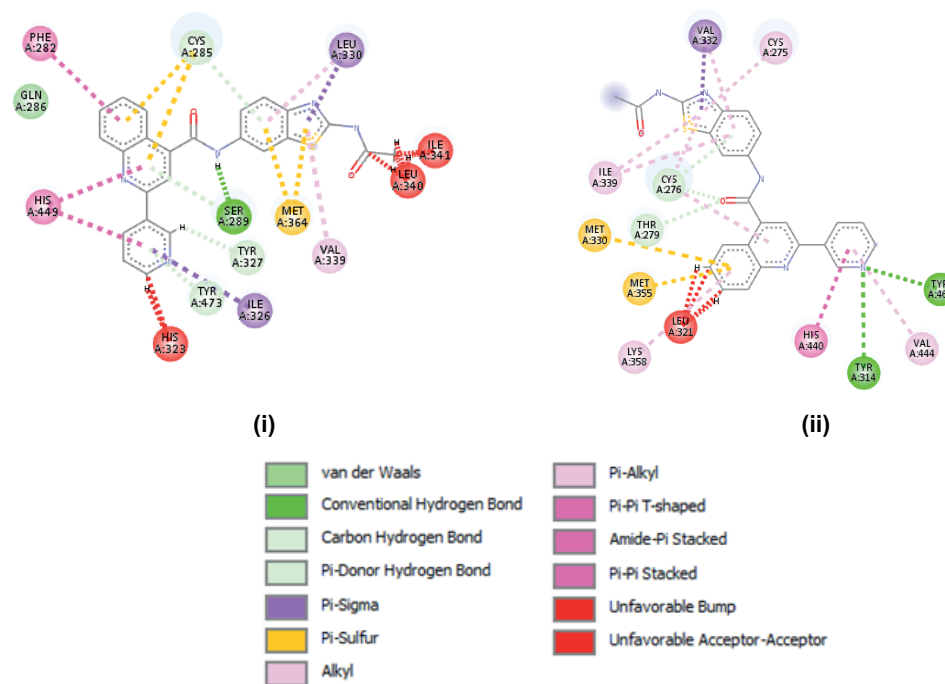 PHE
A:282
CYS
A:285
LEU
A:330
GLN
A:286
N
S
N
O
N
H
N
O
H
H
H
ILE
A:341
LEU
A:340
HIS
A:449
N
SER
A:289
MET
A:364
H
TYR
A:327
VAL
A:339
N
TYR
A:473
ILE
A:326
H
HIS
A:323
(i)
VAL
A:332
CYS
A:275
N
N
O
S
ILE
A:339
CYS
A:276
N
O
THR
A:279
MET
A:330
MET
A:355
H
H
N
N
TYR
LEU
A:321
LYS
A:358
HIS
A:440
VAL
A:444
TYR
A:314
(ii)
van der Waals
Conventional Hydrogen Bond
Carbon Hydrogen Bond
Pi-Donor Hydrogen Bond
Pi-Sigma
Pi-Sulfur
Alkyl
Pi-Alkyl
Pi-Pi T-shaped
Amide-Pi Stacked
Pi-Pi Stacked
Unfavorable Bump
Unfavorable Acceptor-Acceptor